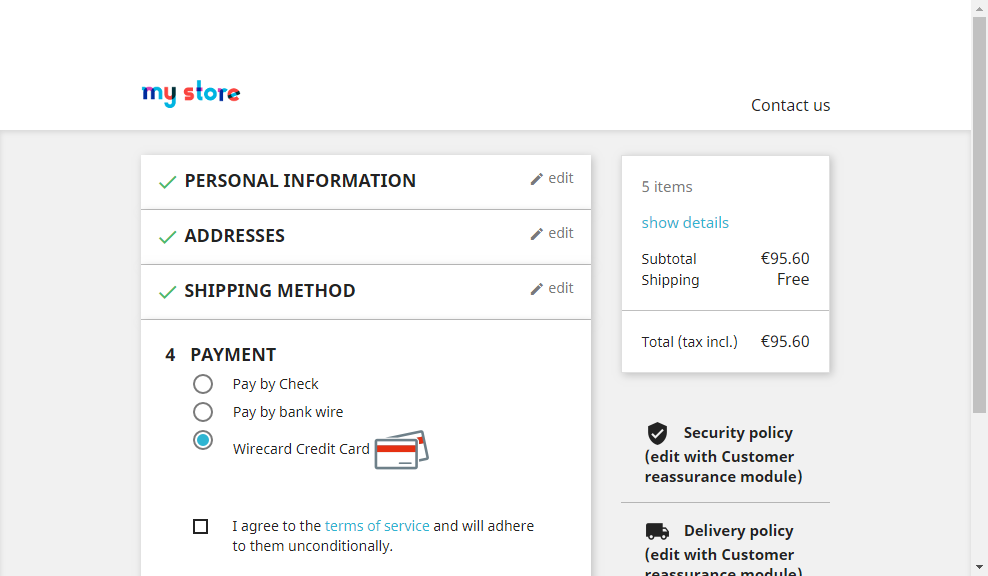 my store
Contact us
PERSONAL INFORMATION
edit
ADDRESSES
edit
SHIPPING METHOD
edit
4 PAYMENT
Pay by Check
Pay by bank wire
Wirecard Credit Card
I agree to the terms of service and will adhere
to them unconditionally.
5 items
show details
Subtotal €95.60
Shipping Free
Total (tax incl.) €95.60
Security policy
(edit with Customer
reassurance module)
Delivery policy
(edit with Customer
reassurance module)